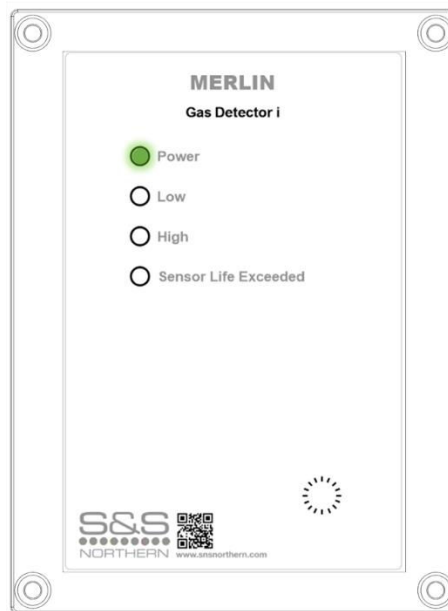 MERLIN
Gas Detector i
Power
Low
High
Sensor Life Exceeded
S&S
NORTHERN www.snsnorthern.com